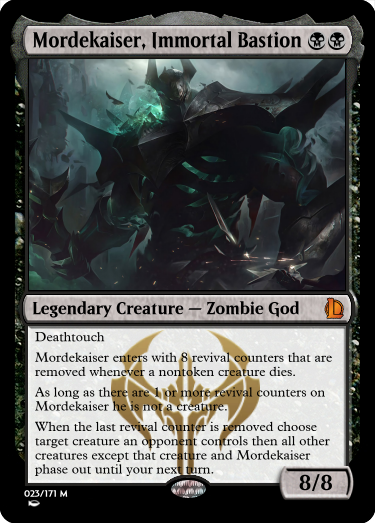 Mordekaiser, Immortal Bastion
Legendary Creature — Zombie God
Deathtouch
Mordekaiser enters with 8 revival counters that are
removed whenever a nontoken creature dies.
As long as there are 1 or more revival counters on
Mordekaiser he is not a creature.
When the last revival counter is removed choose
target creature an opponent controls then all other
creatures except that creature and Mordekaiser
phase out until your next turn.
8/8
023/171 M